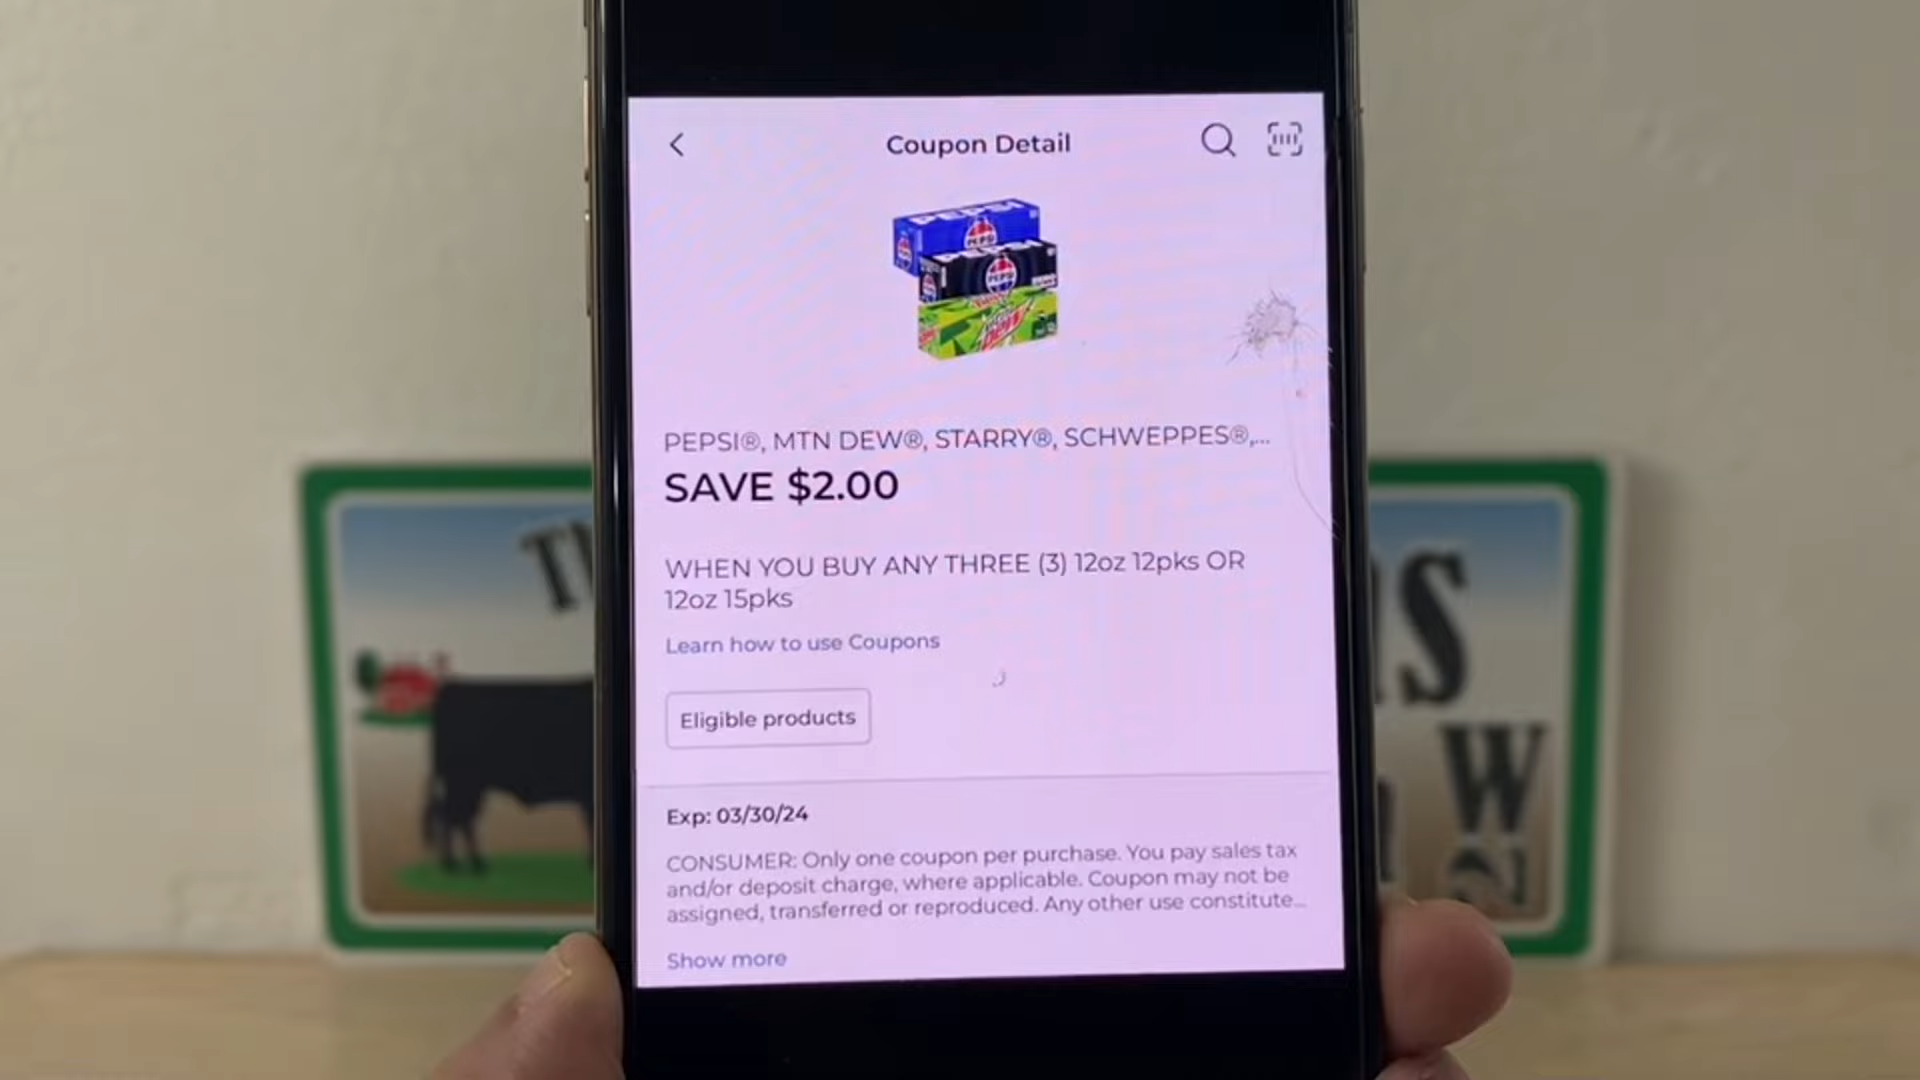 Coupon Detail
PEPSI
PEPSI
PEPSI
PEPSI®, MTN DEW®, STARRY®, SCHWEPPES®,...
SAVE $2.00
WHEN YOU BUY ANY THREE (3) 12oz 12pks OR
12oz 15pks
Learn how to use Coupons
Eligible products
Exp: 03/30/24
CONSUMER: Only one coupon per purchase. You pay sales tax
and/or deposit charge, where applicable. Coupon may not be
assigned, transferred or reproduced. Any other use constitute...
Show more